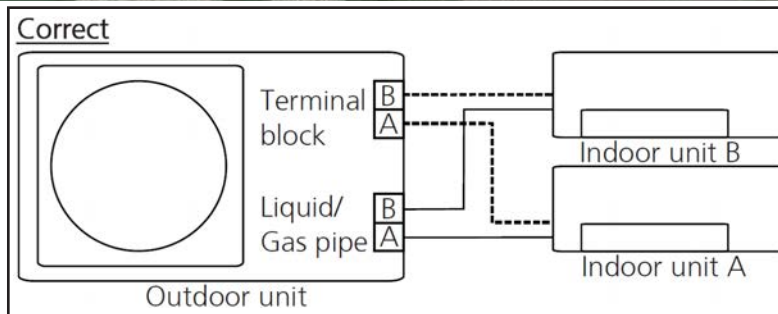 Correct
Terminal
block
B
A
Liquid/
Gas pipe
B
A
Outdoor unit
Indoor unit B
Indoor unit A